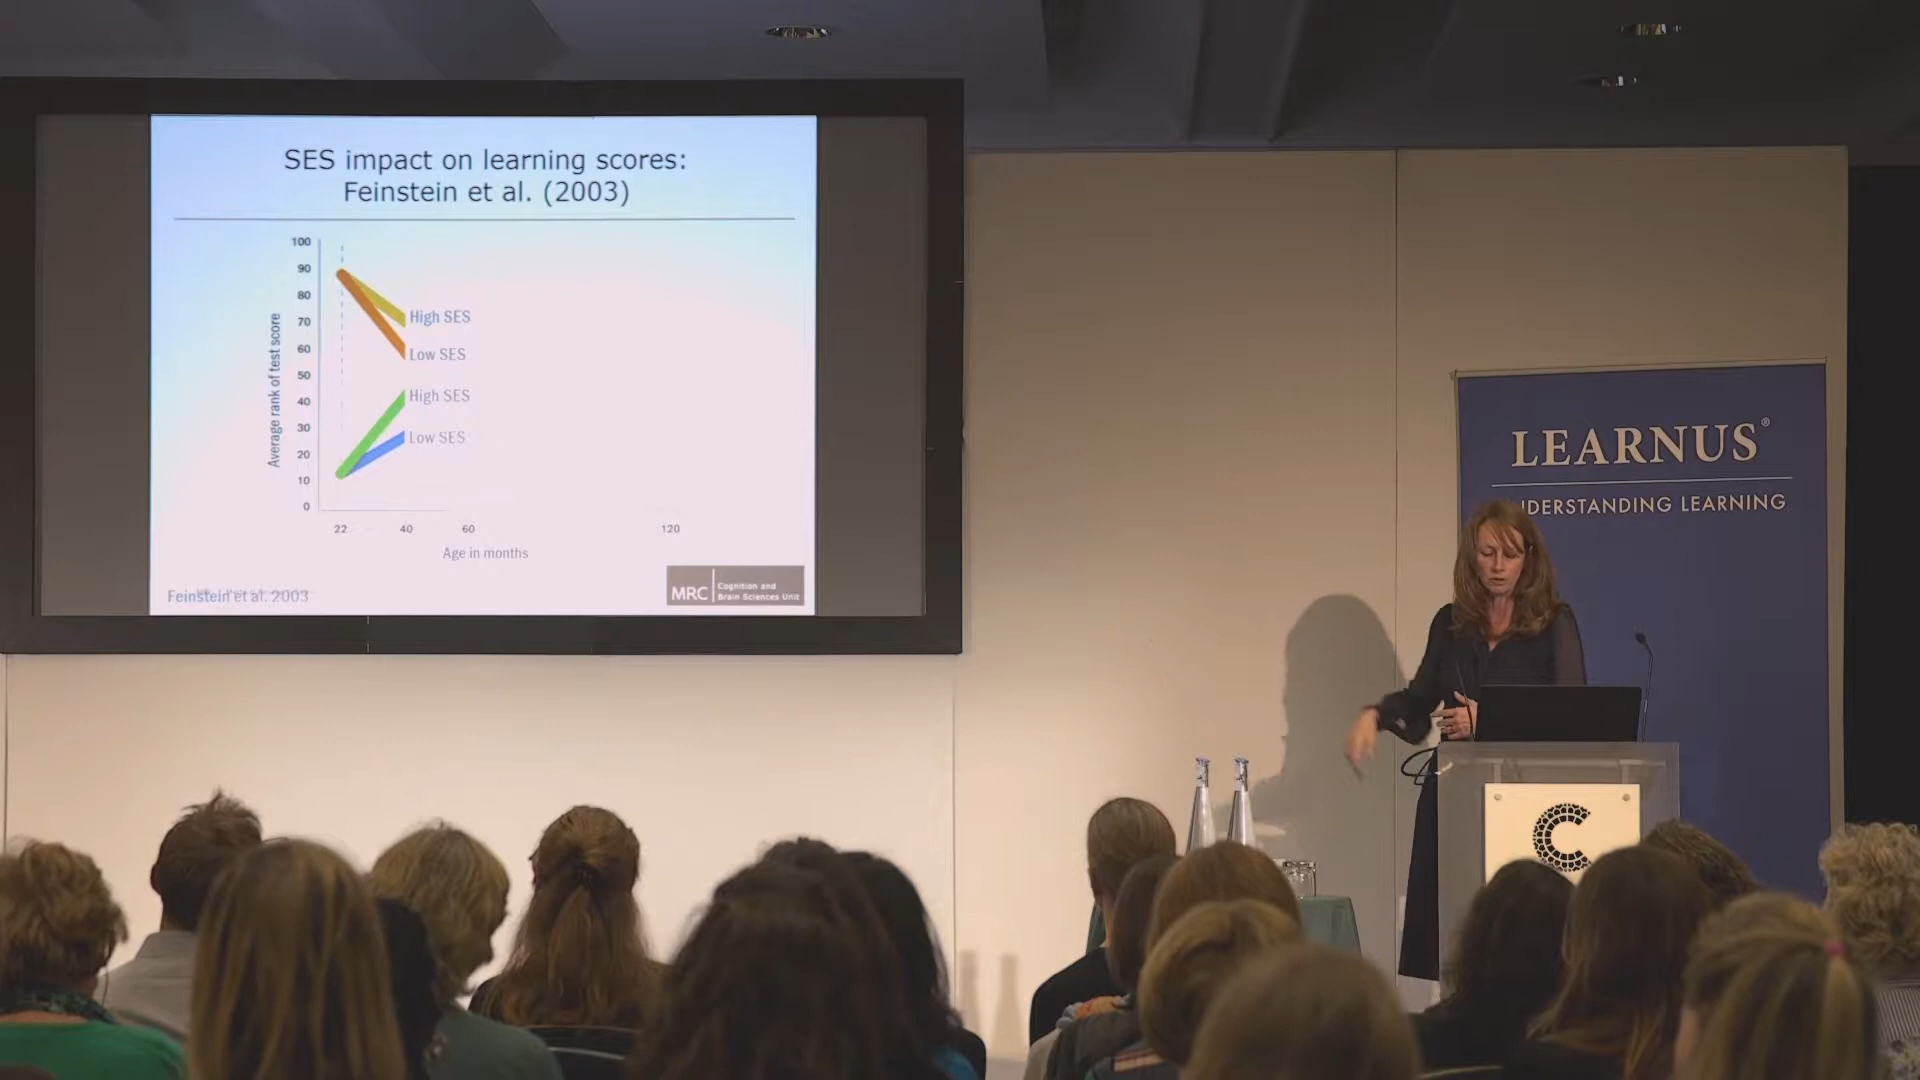 SES impact on learning scores:
Feinstein et al. (2003)
100
90
80
70
60
50
40
30
20
10
0
Average rank of test score
High SES
Low SES
High SES
Low SES
22 40 60 120
Age in months
Feinstein et al. 2003
MRC
Cognition and
Brain Sciences Unit
LEARNUS®
DERSTANDING LEARNING
C